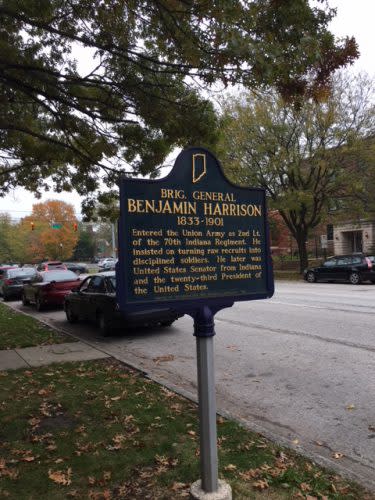 BRIG. GENERAL
BENJAMIN HARRISON
1833-1901
Entered the Union Army as 2nd Lt.
of the 70th Indiana Regiment. He
insisted on turning raw recruits into
disciplined soldiers. He later was
United States Senator from Indiana
and the twenty-third President of
the United States.